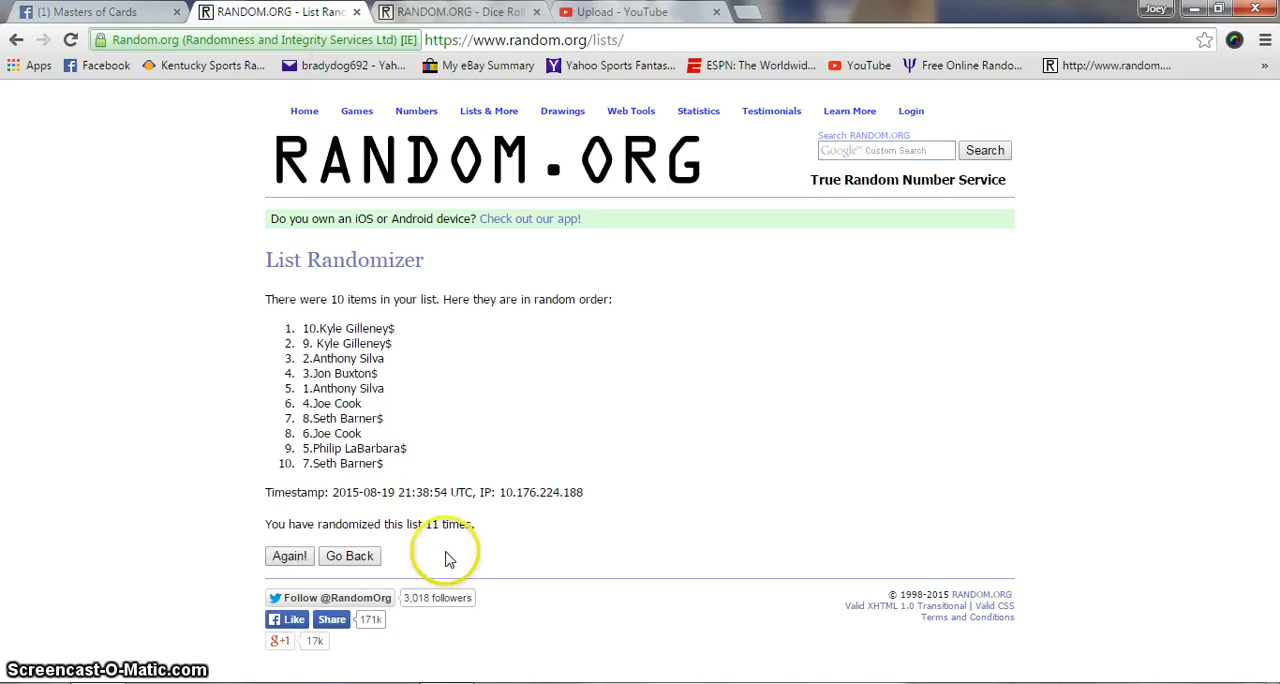 (1) Masters of Cards
RANDOM.ORG - List Ran
RANDOM.ORG - Dice Roll
Upload - YouTube
Joey
Random.org (Randomness and Integrity Services Ltd) [IE]
https://www.random.org/lists/
Apps
Facebook
Kentucky Sports Ra...
bradydog692 - Yah...
My eBay Summary
Yahoo Sports Fantas...
ESPN: The Worldwid...
YouTube
Free Online Rando...
http://www.random....
»
Home Games Numbers Lists & More Drawings Web Tools Statistics Testimonials Learn More Login
RANDOM.ORG
Search RANDOM.ORG
Google™ Custom Search
Search
True Random Number Service
Do you own an iOS or Android device? Check out our app!
List Randomizer
There were 10 items in your list. Here they are in random order:
1. 10.Kyle Gilleney$
2. 9. Kyle Gilleney$
3. 2.Anthony Silva
4. 3.Jon Buxton$
5. 1.Anthony Silva
6. 4.Joe Cook
7. 8.Seth Barner$
8. 6.Joe Cook
9. 5.Philip LaBarbara$
10. 7.Seth Barner$
Timestamp: 2015-08-19 21:38:54 UTC, IP: 10.176.224.188
You have randomized this list 11 times.
Again! Go Back
Follow @RandomOrg 3,018 followers
Like Share 171k
g+1 17k
© 1998-2015 RANDOM.ORG
Valid XHTML 1.0 Transitional | Valid CSS
Terms and Conditions
Screencast-O-Matic.com